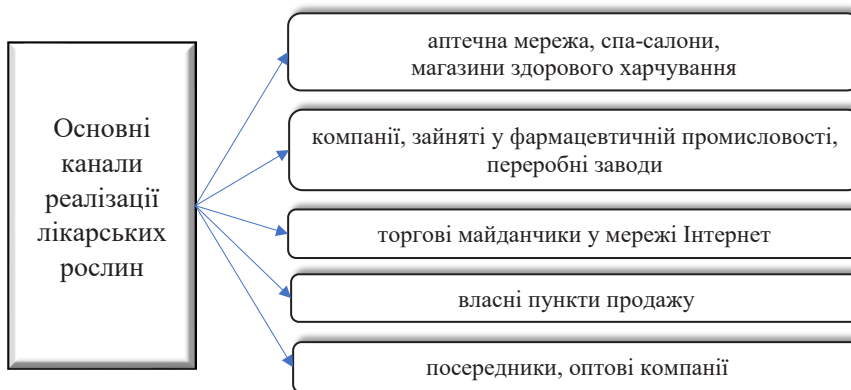 Основні
канали
реалізації
лікарських
рослин
аптечна мережа, спа-салони,
магазини здорового харчування
компанії, зайняті у фармацевтичній промисловості,
переробні заводи
торгові майданчики у мережі Інтернет
власні пункти продажу
посередники, оптові компанії